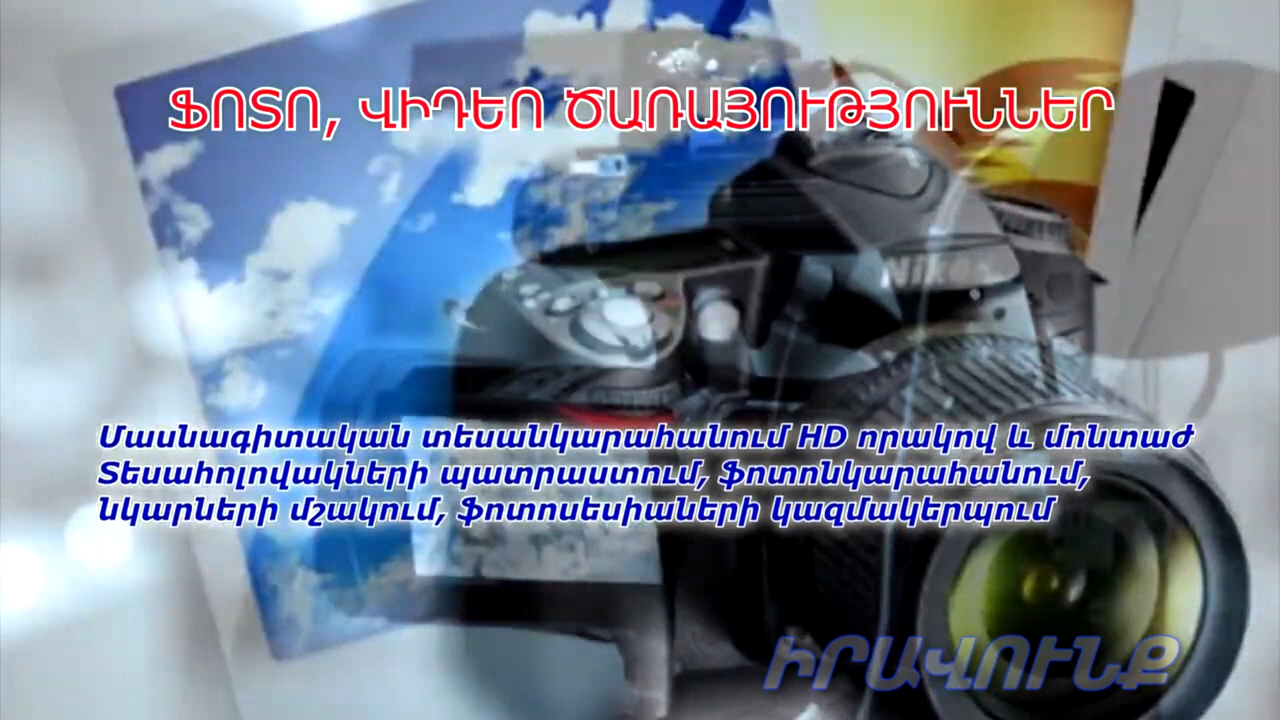 ՖՈՏՈ, ՎԻԴԵՈ ԾԱՌԱՅՈՒԹՅՈՒՆՆԵՐ
Մասնագիտական տեսանկարահանում HD որակով և մոնտաժ
Տեսահոլովակների պատրաստում, ֆոտոնկարահանում,
նկարների մշակում, ֆոտոսեսիաների կազմակերպում
ԻՐԱՎՈՒՆՔ